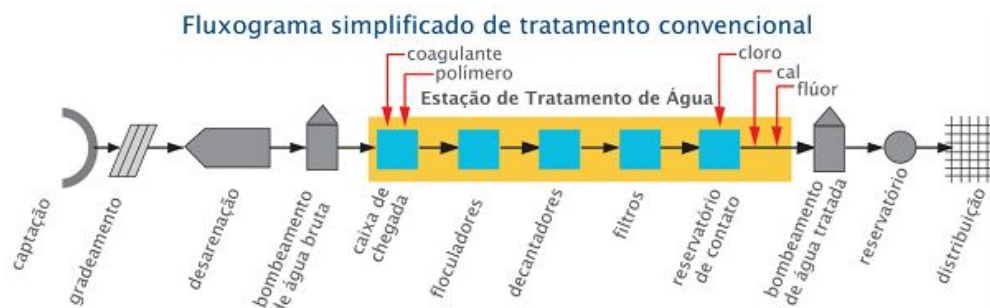 Fluxograma simplificado de tratamento convencional
coagulante
polímero
cloro
cal
flúor
Estação de Tratamento de Água
captação
gradeamento
desarenação
bombeamento
de água bruta
caixa de
chegada
floculadores
decantadores
filtros
reservatório
de contato
bombeamento
de água tratada
reservatório
distribuição